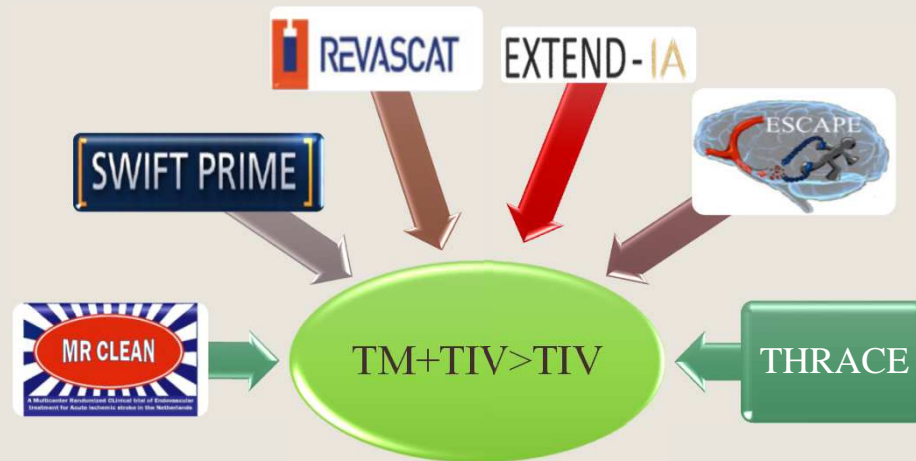 REVASCAT
EXTEND-IA
ESCAPE
SWIFT PRIME
MR CLEAN
A Multicenter Randomized CLinical trial of Endovascular
treatment for Acute ischemic stroke in the Netherlands
TM+TIV>TIV
THRACE